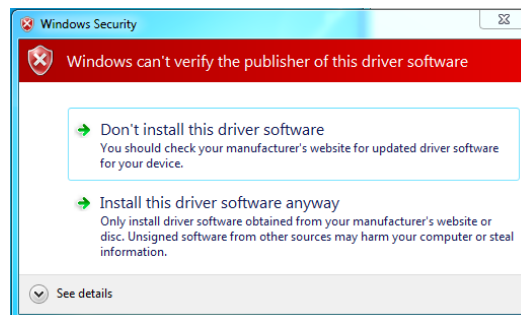 Windows Security
Windows can't verify the publisher of this driver software
Don't install this driver software
You should check your manufacturer's website for updated driver software
for your device.
Install this driver software anyway
Only install driver software obtained from your manufacturer's website or
disc. Unsigned software from other sources may harm your computer or steal
information.
See details